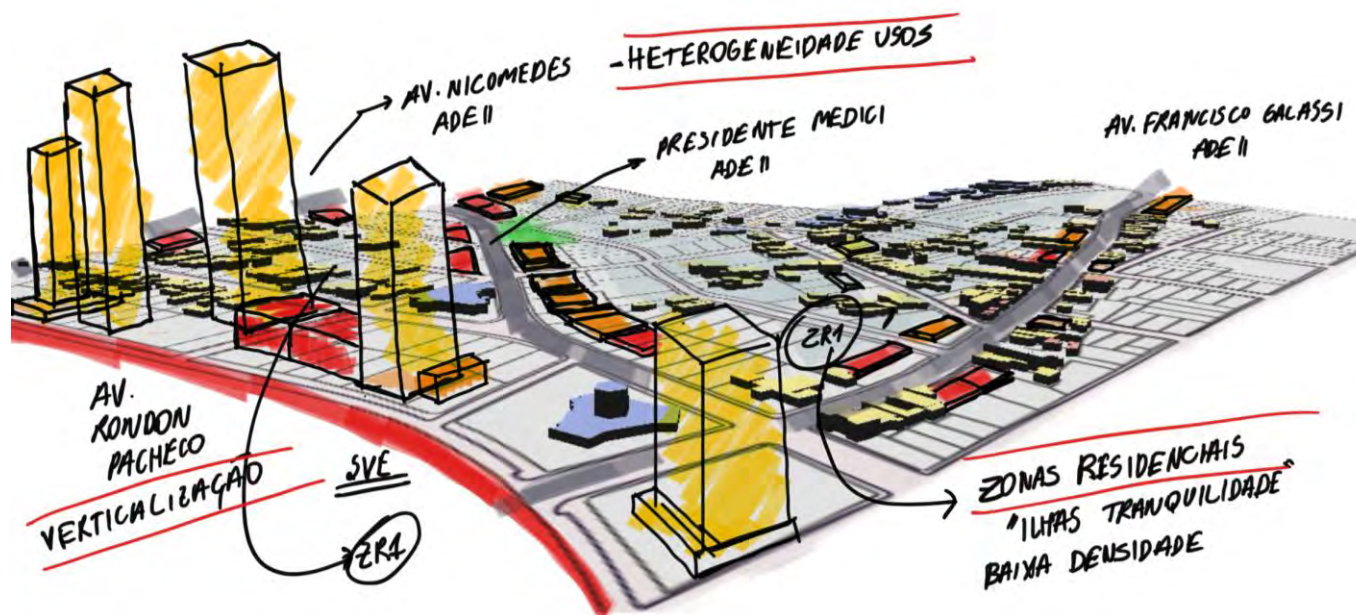 AV. NICOMEDES
ADE II
- HETEROGENEIDADE USOS
PRESIDENTE MEDICI
ADE II
AV. FRANCISCO GALASSI
ADE II
AV.
RONDON
PACHECO
VERTICALIZAÇÃO
SVE
ZR1
ZR1
ZONAS RESIDENCIAIS
"ILHAS TRANQUILIDADE"
BAIXA DENSIDADE